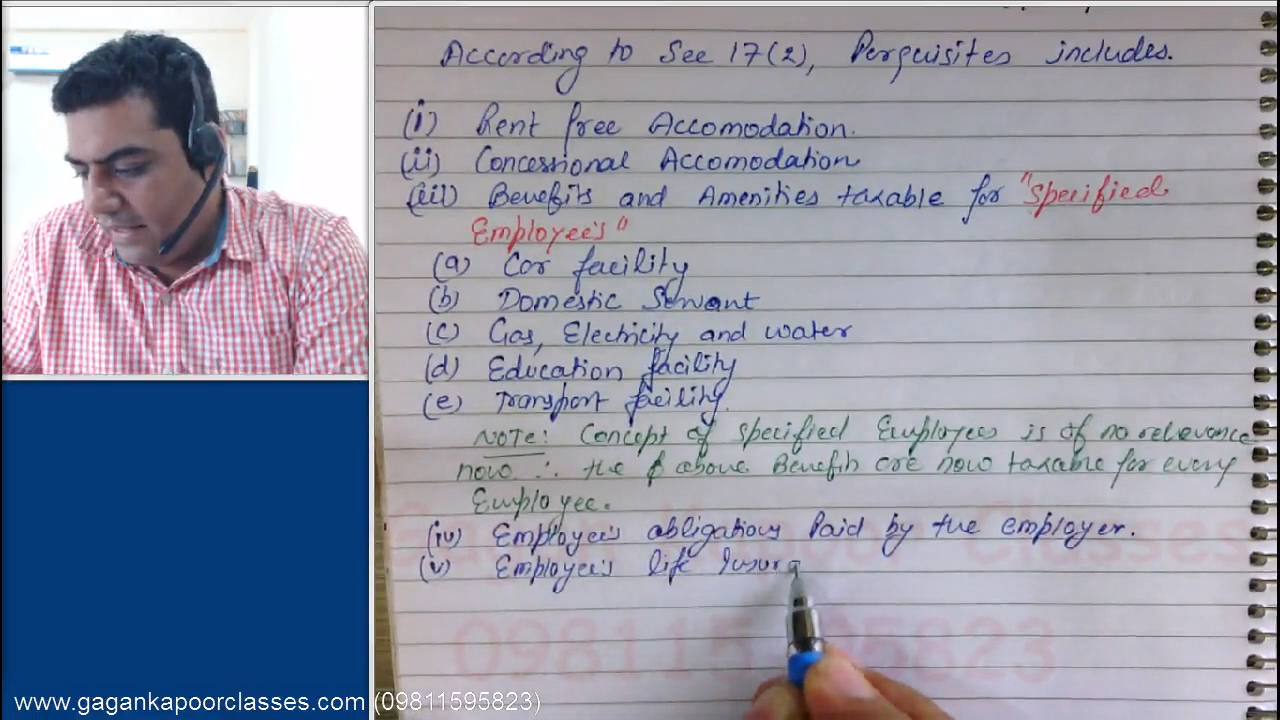 According to Sec 17(2), Perquisites includes.
(i) Rent free Accomodation.
(ii) Concessional Accomodation
(iii) Benefits and Amenities taxable for "Specified
Employee's"
(a) Car facility
(b) Domestic Servant
(c) Gas, Electricity and water
(d) Education facility
(e) Transport facility.
NOTE: Concept of specified Employees is of no relevance
now ∴ the above Benefits are now taxable for every
Employee.
(iv) Employee's obligations Paid by the employer.
(v) Employee's life Insur
09811595823
www.gagankapoorclasses.com (09811595823)